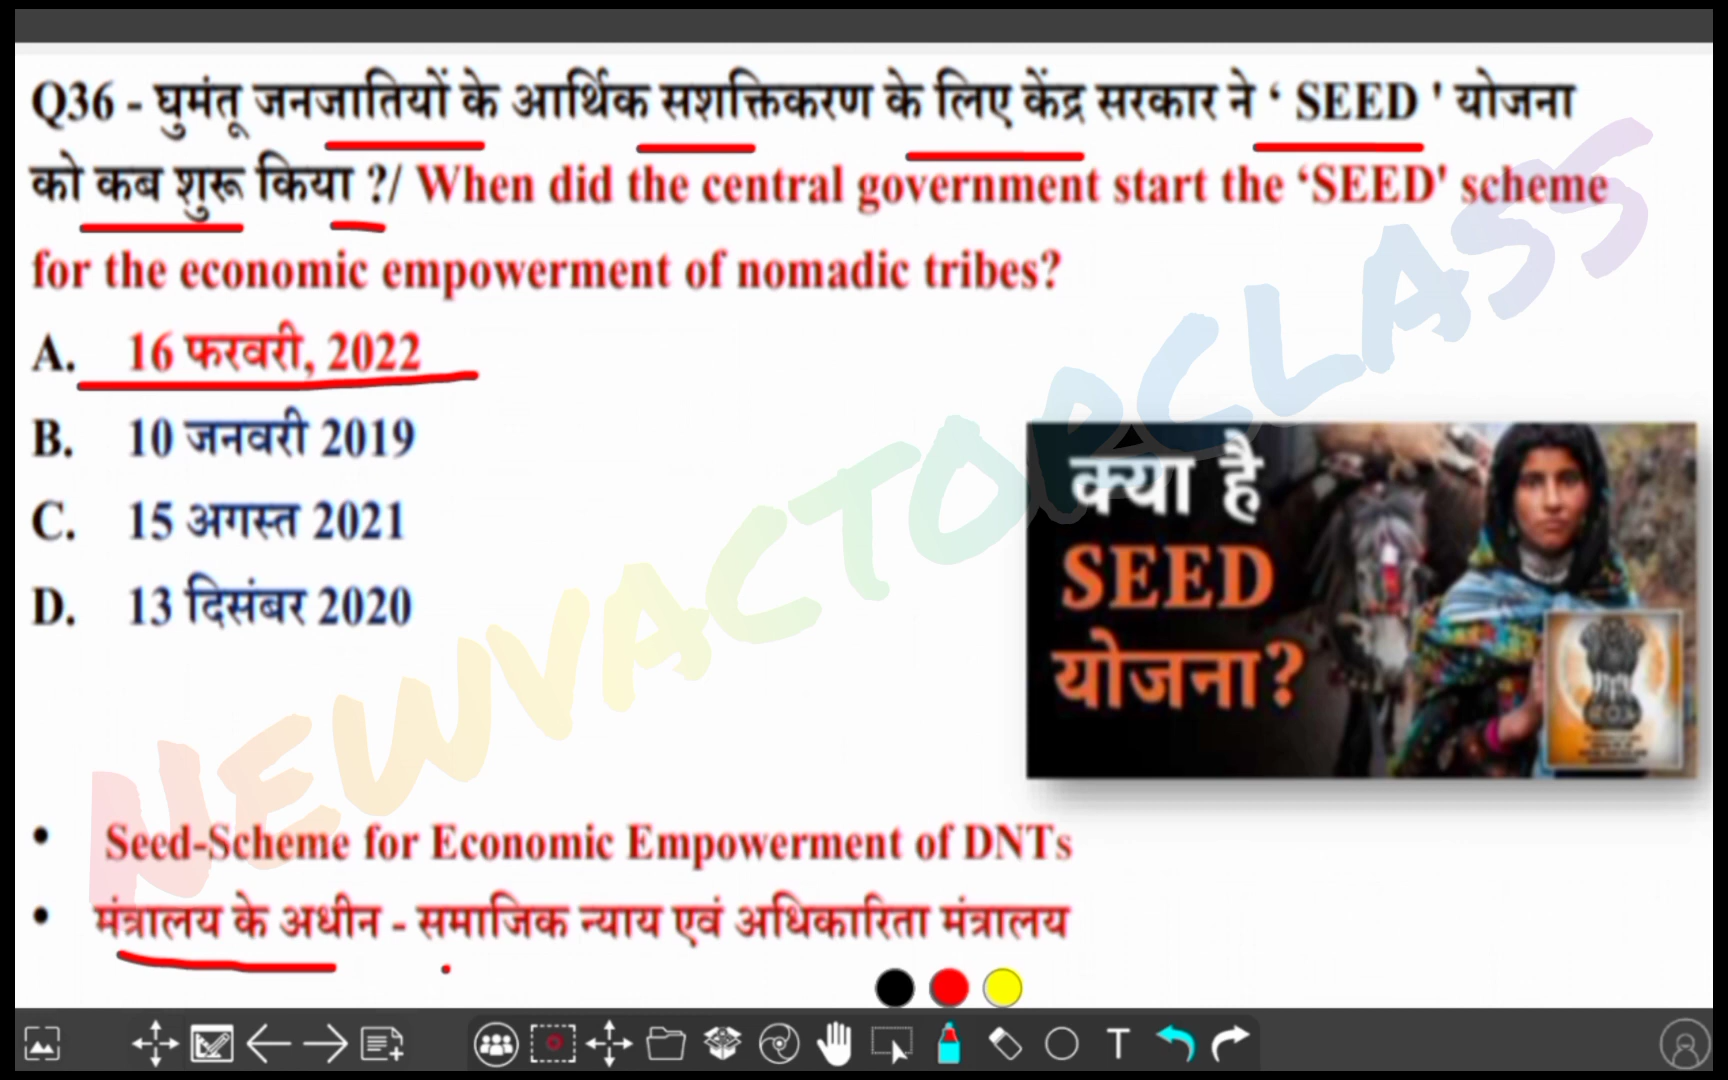 Q36 - घुमंतू जनजातियों के आर्थिक सशक्तिकरण के लिए केंद्र सरकार ने ‘ SEED ' योजना
को कब शुरू किया ?/ When did the central government start the ‘SEED' scheme
for the economic empowerment of nomadic tribes?
A. 16 फरवरी, 2022
B. 10 जनवरी 2019
C. 15 अगस्त 2021
D. 13 दिसंबर 2020
क्या है
SEED
योजना?
NEWVACTOPCLASS
• Seed-Scheme for Economic Empowerment of DNTs
• मंत्रालय के अधीन - समाजिक न्याय एवं अधिकारिता मंत्रालय
T